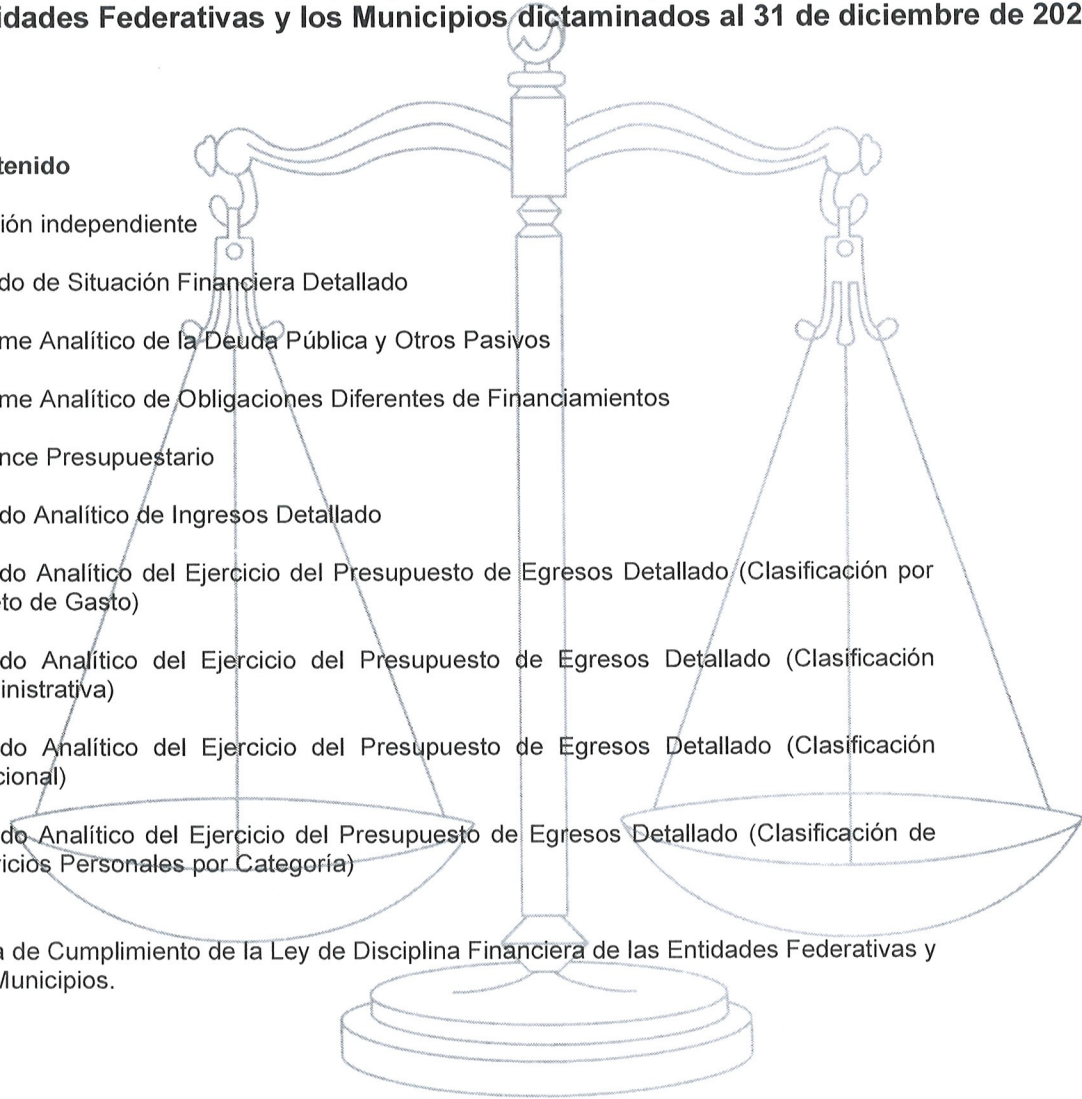 idades Federativas y los Municipios dictaminados al 31 de diciembre de 202
tenido
ión independiente
do de Situación Financiera Detallado
me Analítico de la Deuda Pública y Otros Pasivos
me Analítico de Obligaciones Diferentes de Financiamientos
nce Presupuestario
do Analítico de Ingresos Detallado
do Analítico del Ejercicio del Presupuesto de Egresos Detallado (Clasificación por
to de Gasto)
do Analítico del Ejercicio del Presupuesto de Egresos Detallado (Clasificación
inistrativa)
do Analítico del Ejercicio del Presupuesto de Egresos Detallado (Clasificación
cional)
do Analítico del Ejercicio del Presupuesto de Egresos Detallado (Clasificación de
icios Personales por Categoría)
a de Cumplimiento de la Ley de Disciplina Financiera de las Entidades Federativas y
Municipios.